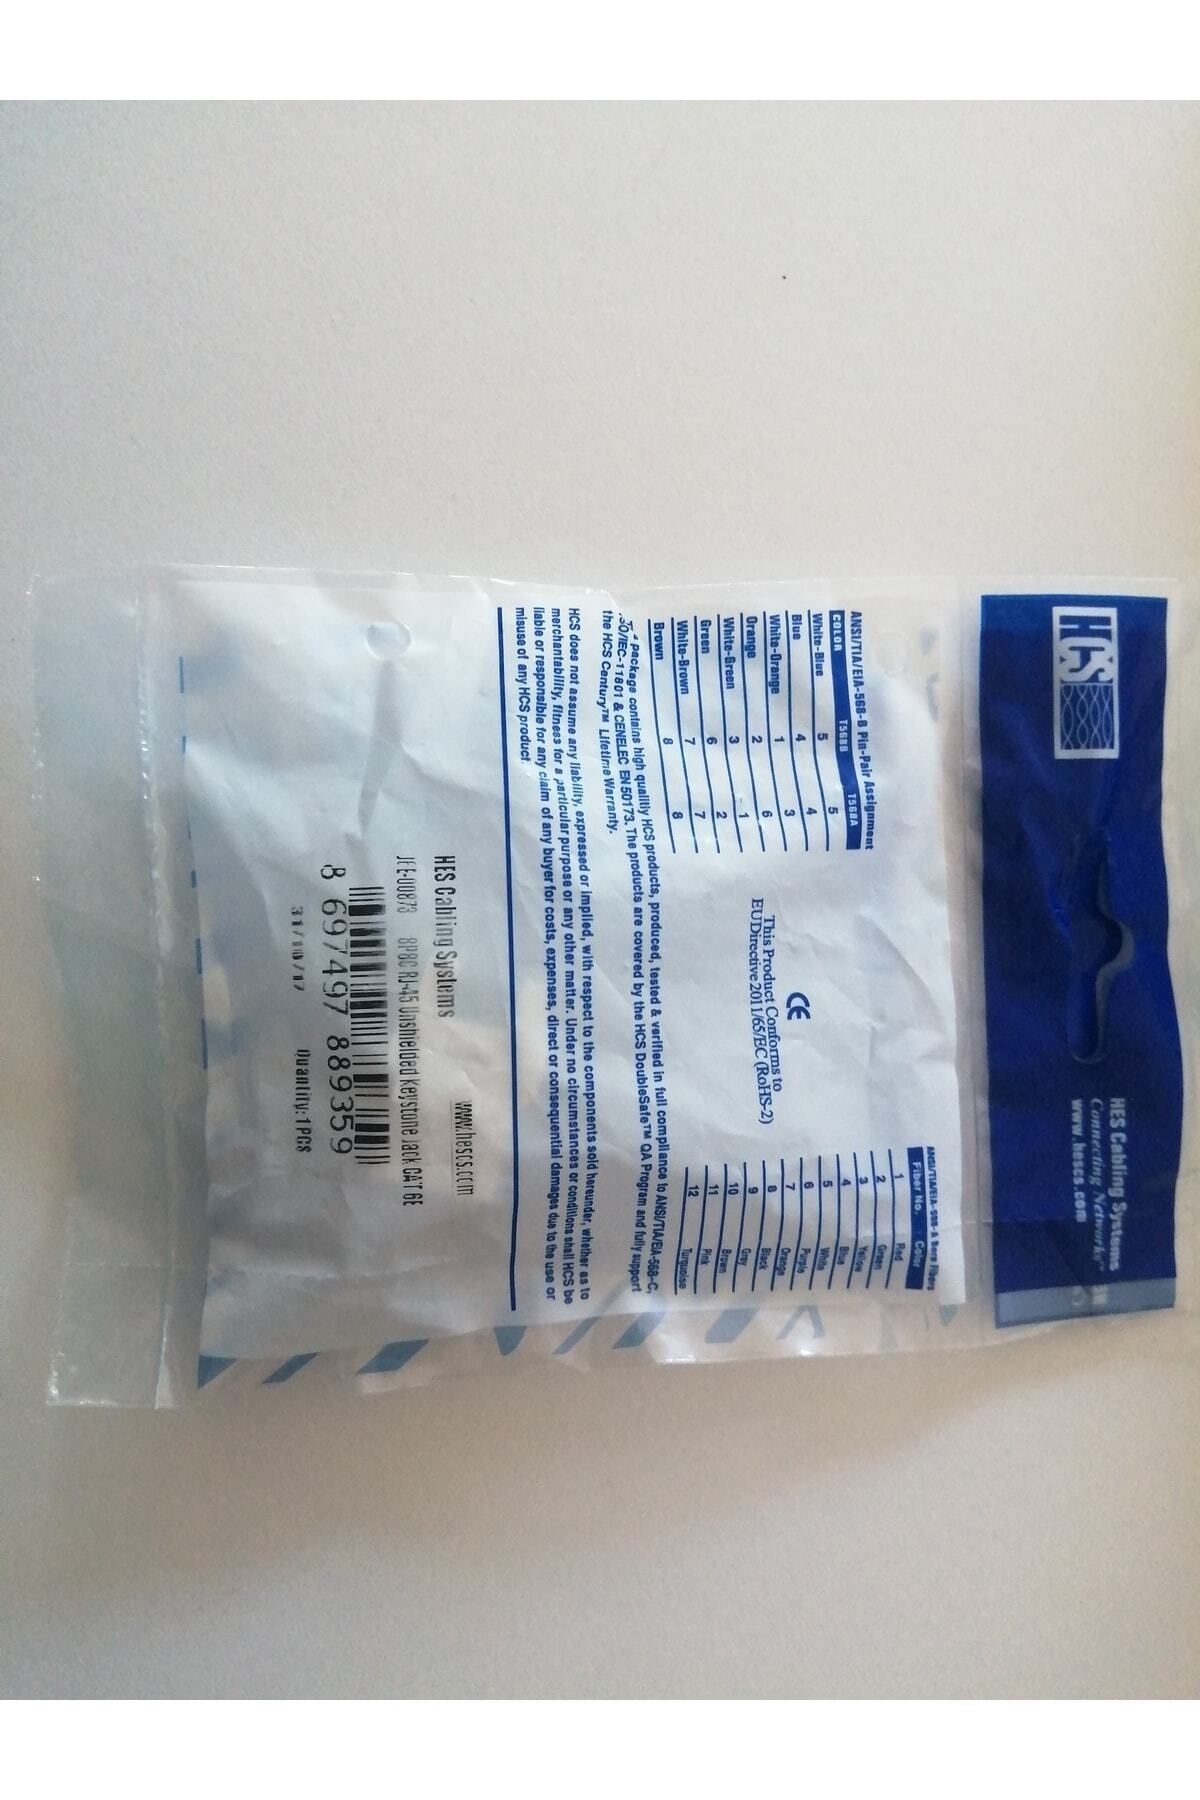 HCS
HES Cabling Systems
Connecting Networks™
www.hescs.com
ANSI/TIA/EIA-568-B Pin-Pair Assignment
COLOR T568B T568A
White-Blue 5 5
Blue 4 4
White-Orange 1 3
Orange 2 6
White-Green 3 1
Green 6 2
White-Brown 7 7
Brown 8 8
CE
This Product Conforms to
EUDirective 2011/65/EC (RoHS-2)
ANSI/TIA/EIA-598-A Base Fibers
Fiber No. Color
1 Red
2 Green
3 Yellow
4 Blue
5 White
6 Purple
7 Orange
8 Black
9 Grey
10 Brown
11 Pink
12 Turquoise
package contains high qualitiy HCS products, produced, tested & verified in full compliance to ANSI/TIA/EIA-568-C,
ISO/IEC-11801 & CENELEC EN 50173. The products are covered by the HCS DoubleSafe™ QA Program and fully support
the HCS Century™ Lifetime Warranty.
HCS does not assume any liability, expressed or implied, with respect to the components sold hereunder, whether as to
merchantability, fitness for a particular purpose or any other matter. Under no circumstances or conditions shall HCS be
liable or responsible for any claim of any buyer for costs, expenses, direct or consequential damages due to the use or
misuse of any HCS product.
HES Cabling Systems www.hescs.com
8P8C RJ-45 Unshielded Keystone Jack CAT 6E
8 697497 889359
31/10/17 Quantity:1 PCS